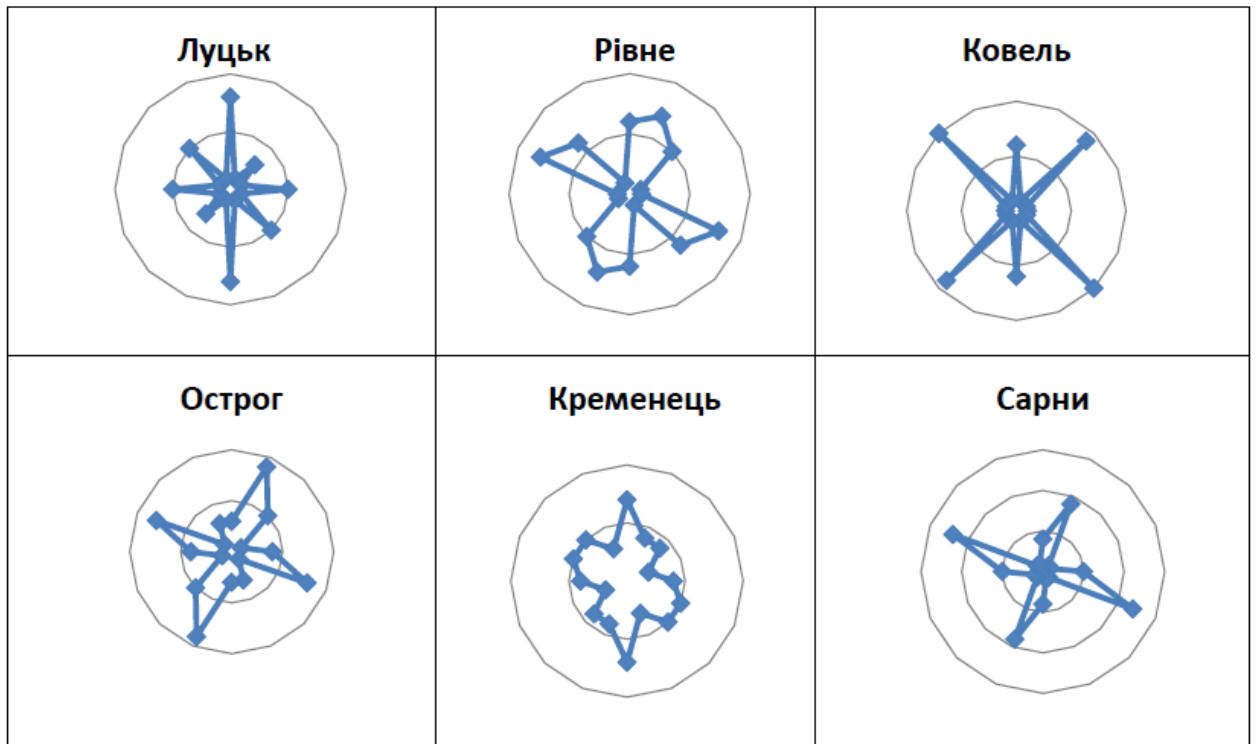 Луцьк
Рівне
Ковель
Острог
Кременець
Сарни